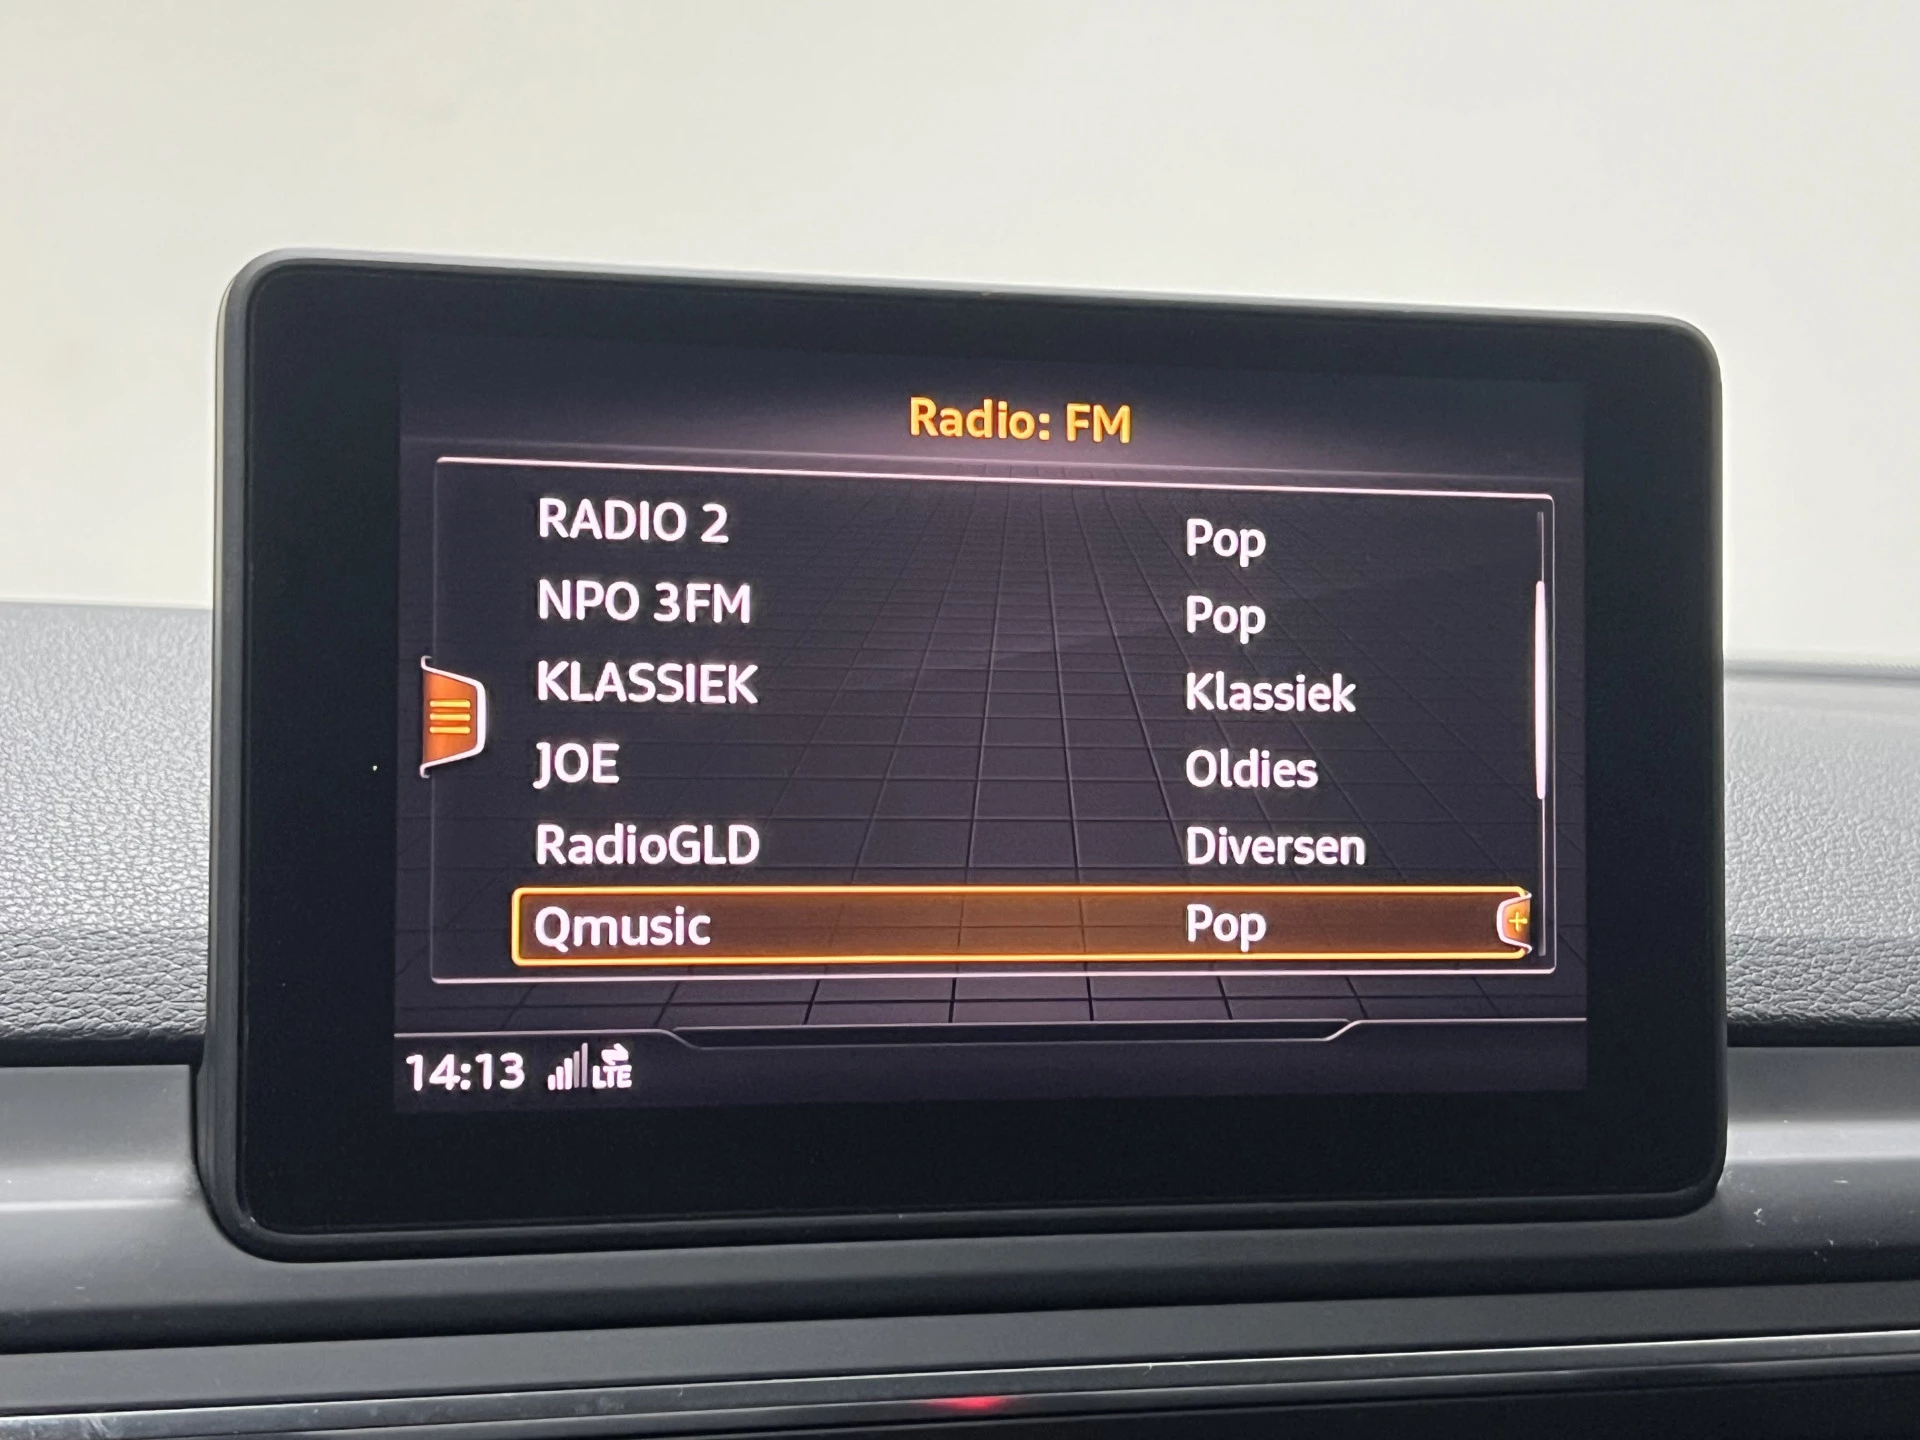 Radio: FM
RADIO 2 Pop
NPO 3FM Pop
KLASSIEK Klassiek
JOE Oldies
RadioGLD Diversen
Qmusic Pop
14:13 LTE